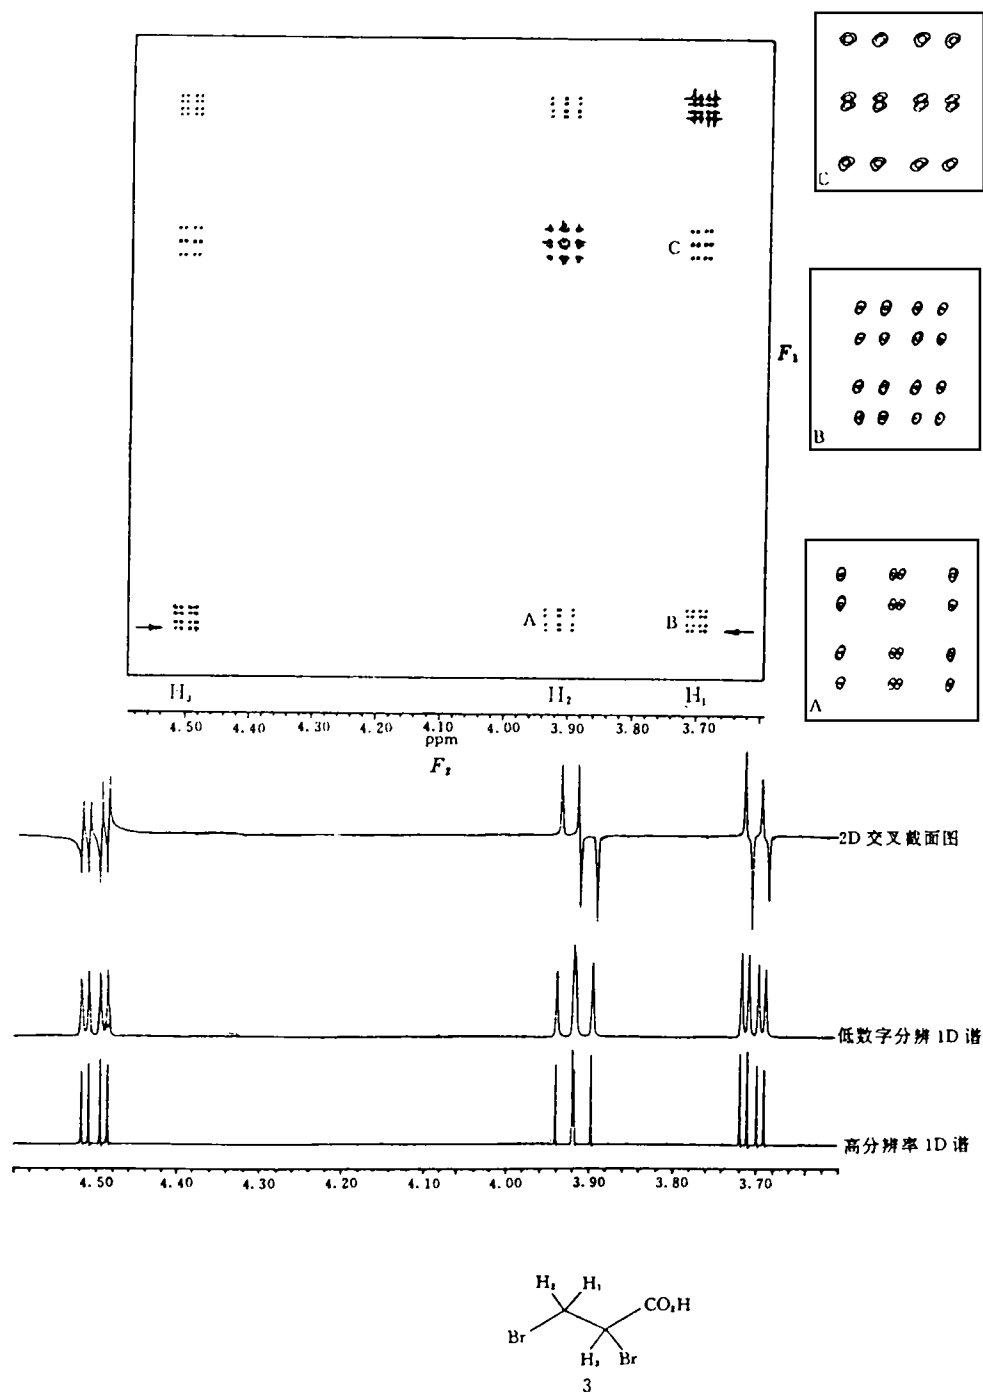 C
C
F₁
B
A
B
A
H₃ H₂ H₁
4.50 4.40 4.30 4.20 4.10 4.00 3.90 3.80 3.70
ppm
F₂
2D 交叉截面图
低数字分辨 1D 谱
高分辨率 1D 谱
4.50 4.40 4.30 4.20 4.10 4.00 3.90 3.80 3.70
H₂ H₁
CO₂H
Br
H₃ Br
3